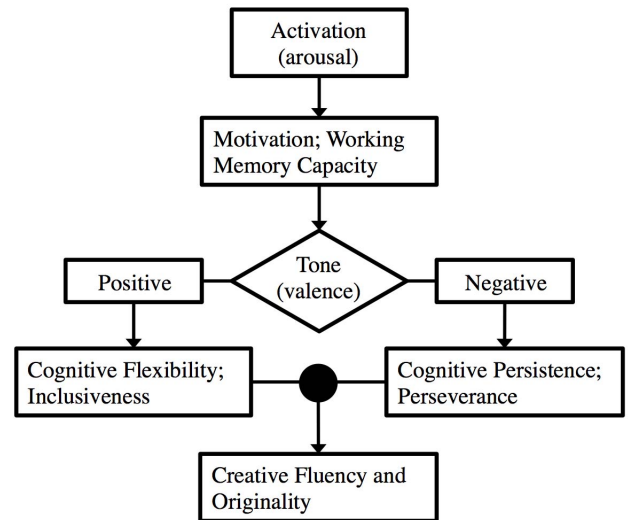 Activation
(arousal)
Motivation; Working
Memory Capacity
Tone
(valence)
Positive
Negative
Cognitive Flexibility;
Inclusiveness
Cognitive Persistence;
Perseverance
Creative Fluency and
Originality